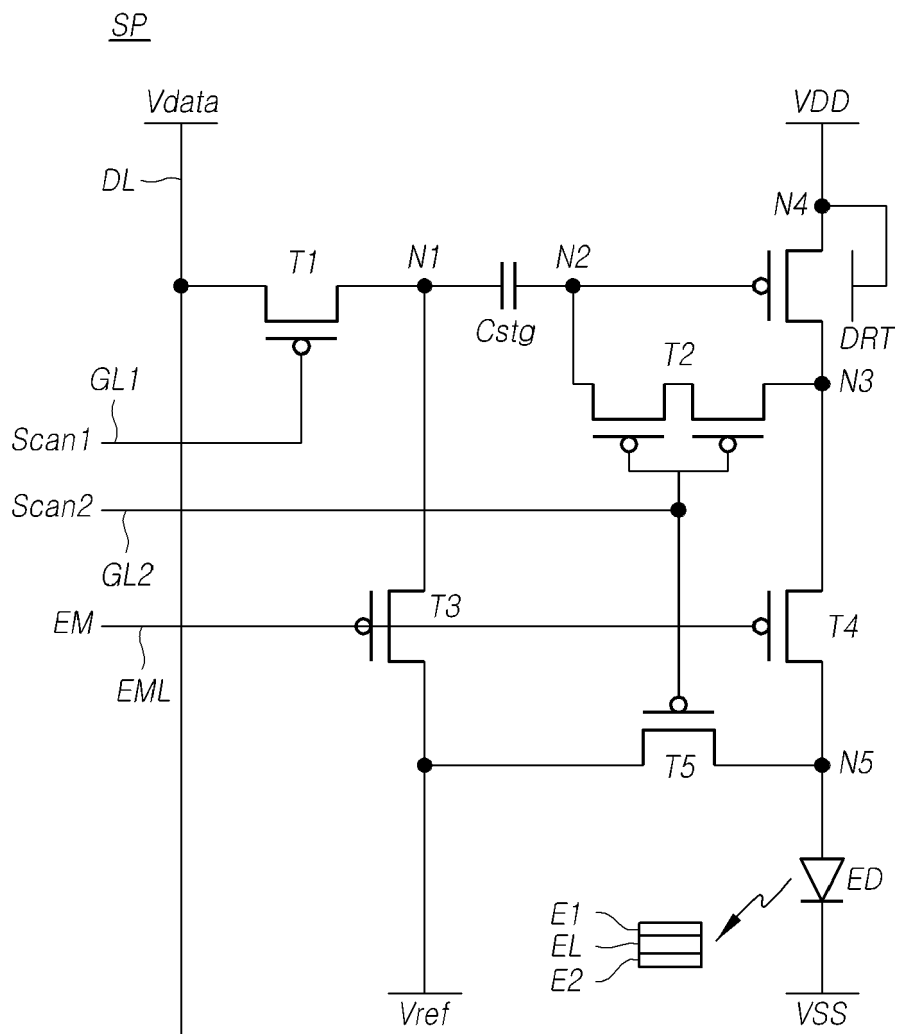 SP
Vdata
VDD
DL
N4
T1
N1
N2
Cstg
DRT
T2
N3
GL1
Scan1
Scan2
GL2
T3
EM
T4
EML
T5
N5
ED
E1
EL
E2
Vref
VSS